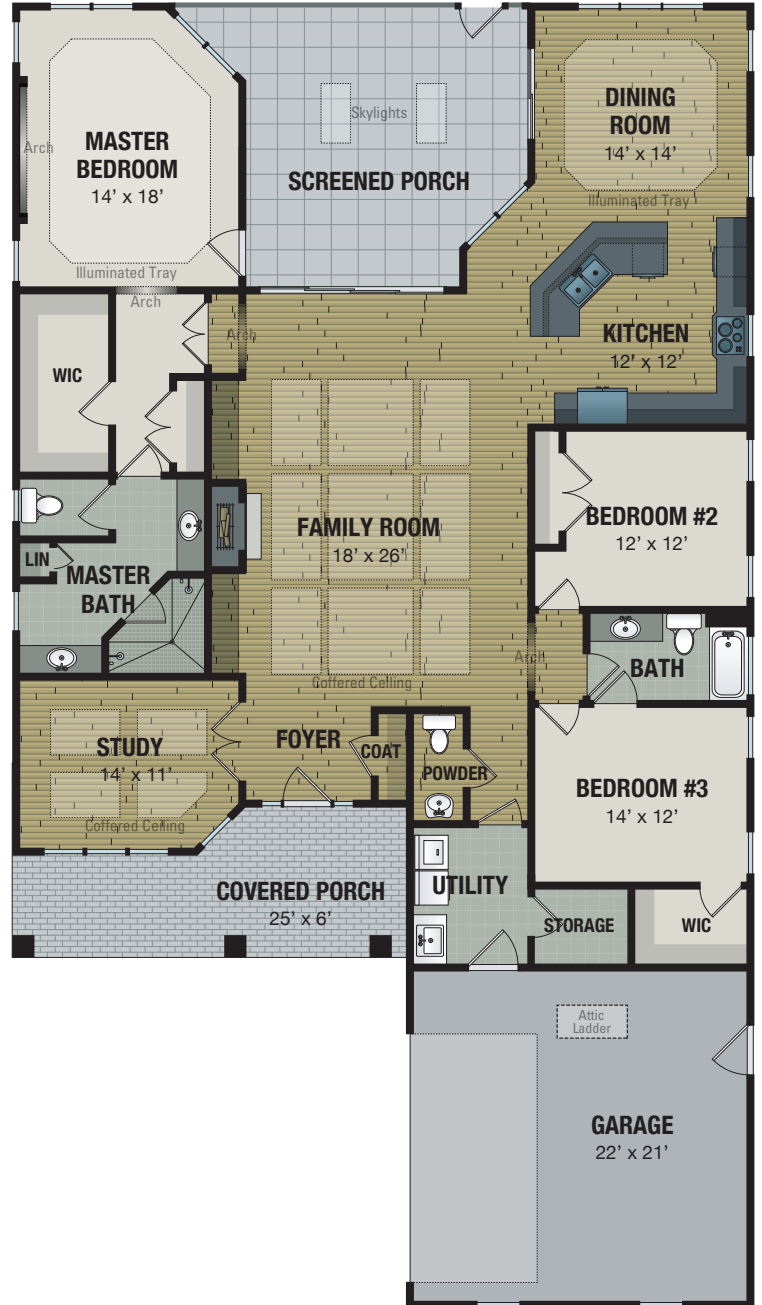 Skylights
DINING
ROOM
14’ x 14’
Arch
MASTER
BEDROOM
14’ x 18’
SCREENED PORCH
Illuminated Tray
Illuminated Tray
Arch
Arch
KITCHEN
12’ x 12’
WIC
FAMILY ROOM
18’ x 26’
BEDROOM #2
12’ x 12’
LIN
MASTER
BATH
Arch
BATH
Coffered Celling
STUDY
14’ x 11’
Coffered Ceiling
FOYER
COAT
POWDER
BEDROOM #3
14’ x 12’
COVERED PORCH
25’ x 6’
UTILITY
STORAGE
WIC
Attic
Ladder
GARAGE
22’ x 21’